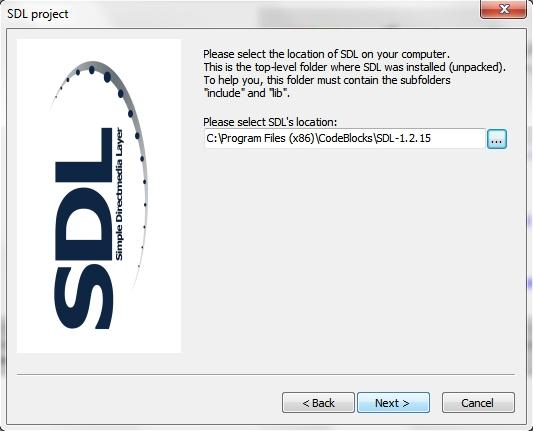 SDL project
Please select the location of SDL on your computer.
This is the top-level folder where SDL was installed (unpacked).
To help you, this folder must contain the subfolders
"include" and "lib".
Please select SDL's location:
C:\Program Files (x86)\CodeBlocks\SDL-1.2.15
...
SDL
Simple Directmedia Layer
< Back
Next >
Cancel